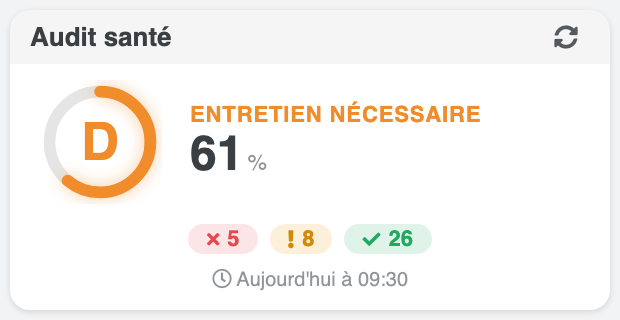 Audit santé
D
ENTRETIEN NÉCESSAIRE
61 %
5
! 8
26
Aujourd'hui à 09:30